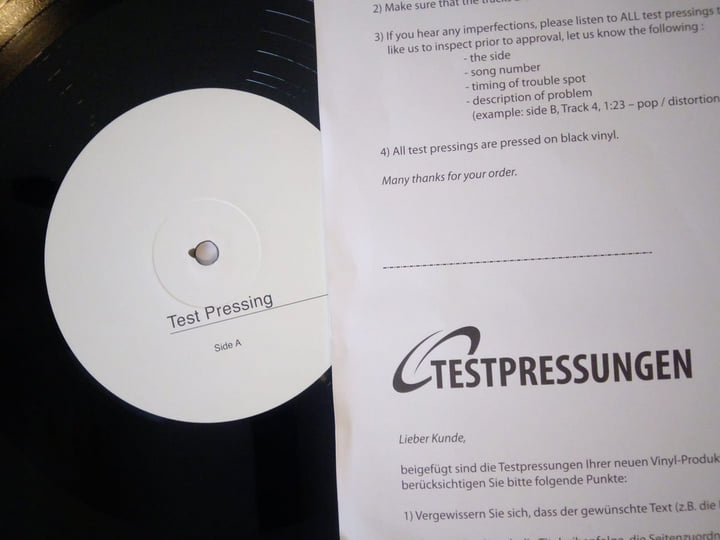 Test Pressing
Side A
2) Make sure that the tracks
3) If you hear any imperfections, please listen to ALL test pressings
like us to inspect prior to approval, let us know the following :
- the side
- song number
- timing of trouble spot
- description of problem
(example: side B, Track 4, 1:23 – pop / distortion
4) All test pressings are pressed on black vinyl.
Many thanks for your order.
TESTPRESSUNGEN
Lieber Kunde,
beigefügt sind die Testpressungen Ihrer neuen Vinyl-Produk
berücksichtigen Sie bitte folgende Punkte:
1) Vergewissern Sie sich, dass der gewünschte Text (z.B. die